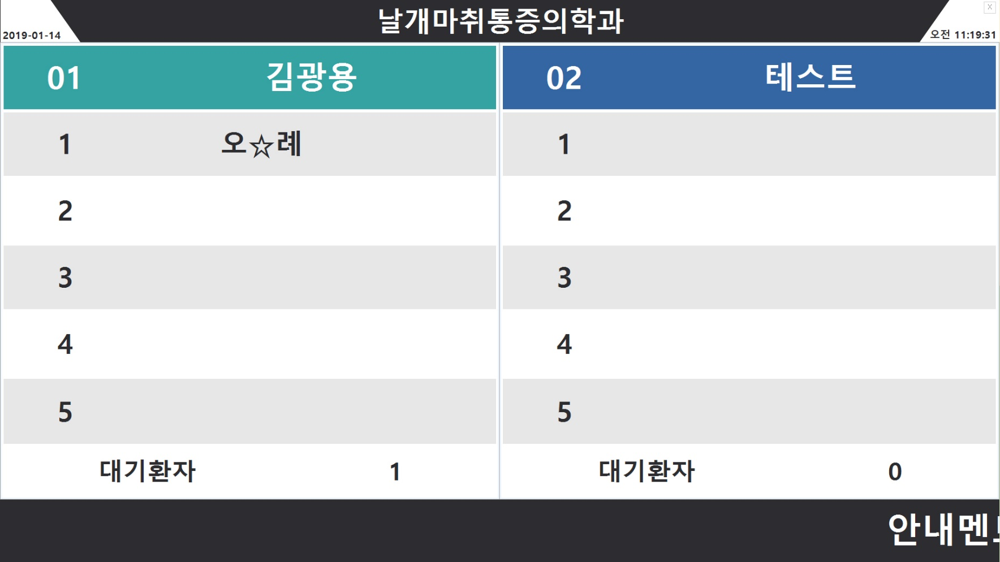 날개마취통증의학과
X
2019-01-14
오전 11:19:31
01 김광용
1 오☆례
2
3
4
5
대기환자 1
02 테스트
1
2
3
4
5
대기환자 0
안내멘